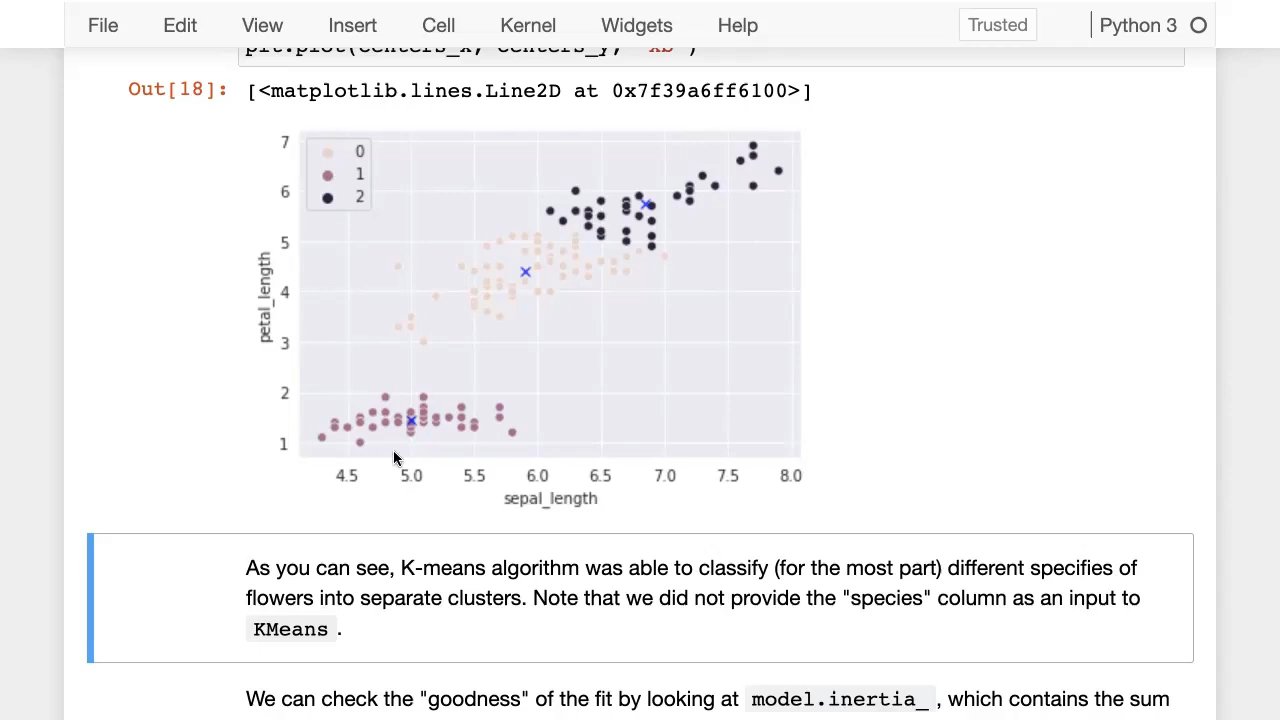 File Edit View Insert Cell Kernel Widgets Help Trusted Python 3
plt.plot(centers_x, centers_y, 'xb')
Out[18]: [<matplotlib.lines.Line2D at 0x7f39a6ff6100>]
0
1
2
7
6
5
4
3
2
1
petal_length
4.5 5.0 5.5 6.0 6.5 7.0 7.5 8.0
sepal_length
As you can see, K-means algorithm was able to classify (for the most part) different specifies of
flowers into separate clusters. Note that we did not provide the "species" column as an input to
KMeans .
We can check the "goodness" of the fit by looking at model.inertia_ , which contains the sum